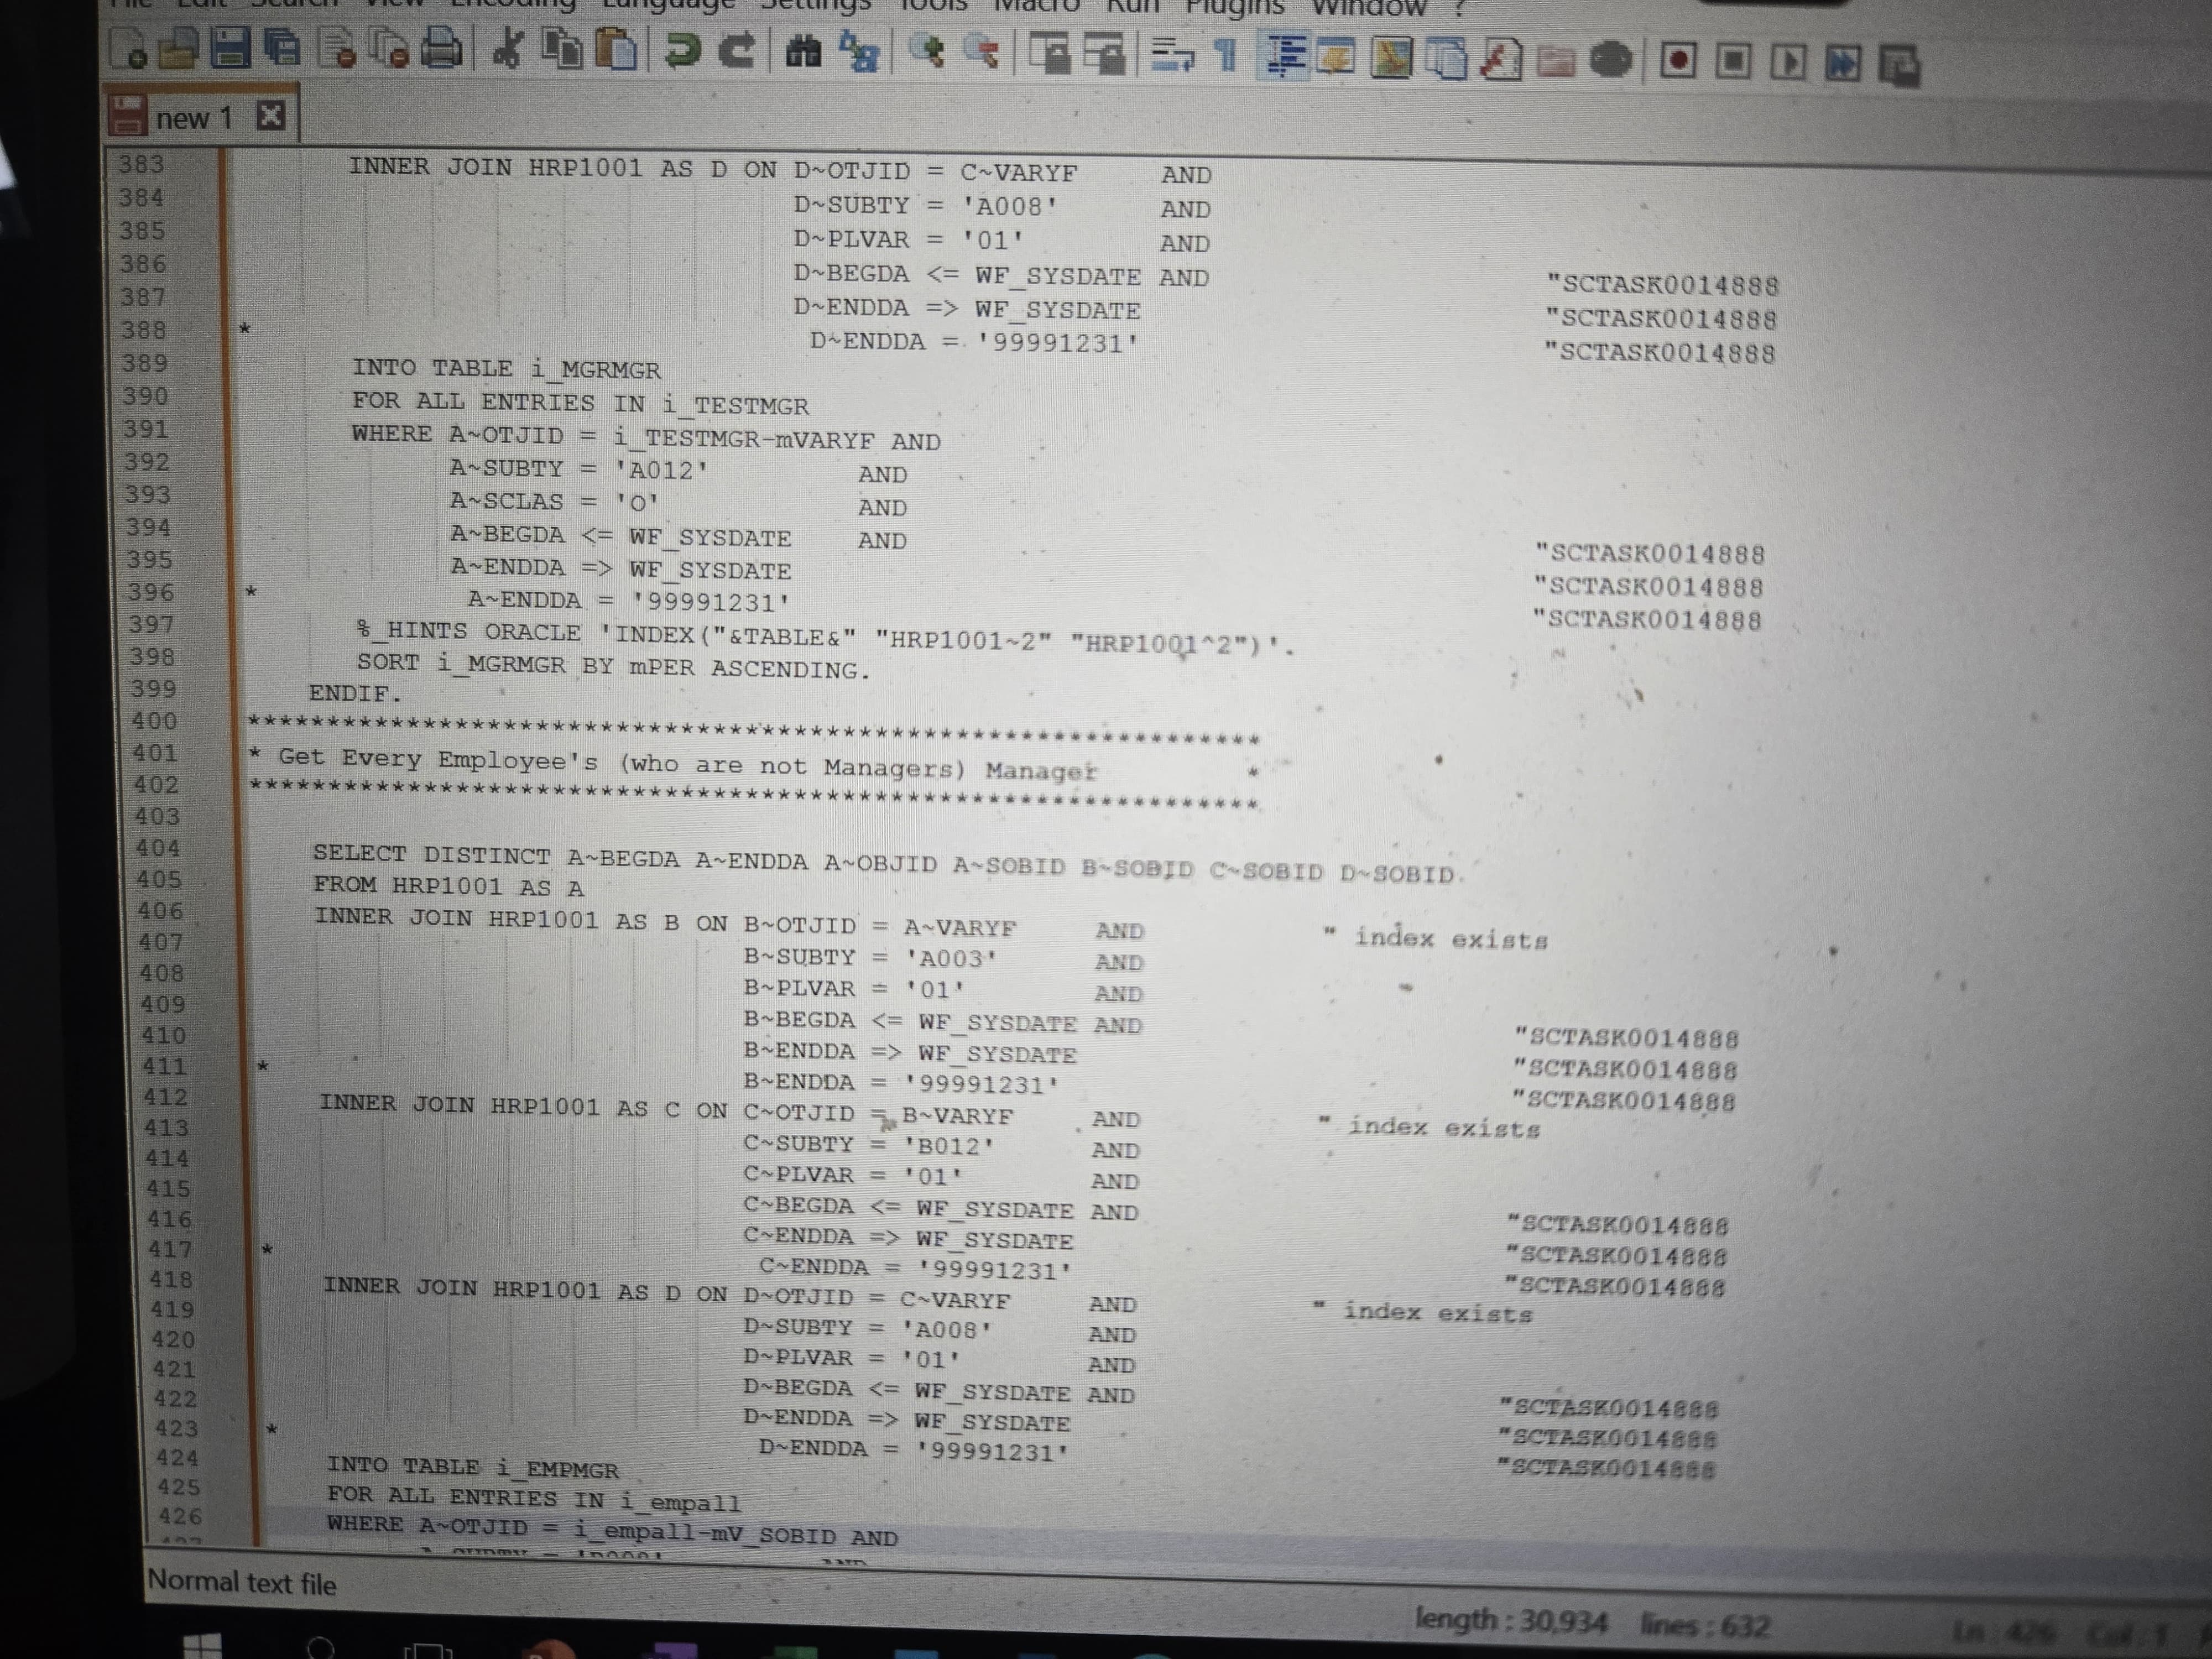 File Edit Search View Encoding Language Settings Tools Macro Run Plugins Window ?
new 1
383 INNER JOIN HRP1001 AS D ON D~OTJID = C~VARYF AND
384 D~SUBTY = 'A008' AND
385 D~PLVAR = '01' AND
386 D~BEGDA <= WF_SYSDATE AND "SCTASK0014888
387 D~ENDDA => WF_SYSDATE "SCTASK0014888
388 * D~ENDDA = '99991231' "SCTASK0014888
389 INTO TABLE i_MGRMGR
390 FOR ALL ENTRIES IN i_TESTMGR
391 WHERE A~OTJID = i_TESTMGR-mVARYF AND
392 A~SUBTY = 'A012' AND
393 A~SCLAS = 'O' AND
394 A~BEGDA <= WF_SYSDATE AND "SCTASK0014888
395 A~ENDDA => WF_SYSDATE "SCTASK0014888
396 * A~ENDDA = '99991231' "SCTASK0014888
397 %_HINTS ORACLE 'INDEX("&TABLE&" "HRP1001~2" "HRP1001^2")'.
398 SORT i_MGRMGR BY mPER ASCENDING.
399 ENDIF.
400 ***************************************************************
401 * Get Every Employee's (who are not Managers) Manager *
402 ***************************************************************
403
404 SELECT DISTINCT A~BEGDA A~ENDDA A~OBJID A~SOBID B~SOBID C~SOBID D~SOBID
405 FROM HRP1001 AS A
406 INNER JOIN HRP1001 AS B ON B~OTJID = A~VARYF AND " index exists
407 B~SUBTY = 'A003' AND
408 B~PLVAR = '01' AND
409 B~BEGDA <= WF_SYSDATE AND "SCTASK0014888
410 B~ENDDA => WF_SYSDATE "SCTASK0014888
411 * B~ENDDA = '99991231' "SCTASK0014888
412 INNER JOIN HRP1001 AS C ON C~OTJID = B~VARYF AND " index exists
413 C~SUBTY = 'B012' AND
414 C~PLVAR = '01' AND
415 C~BEGDA <= WF_SYSDATE AND "SCTASK0014888
416 C~ENDDA => WF_SYSDATE "SCTASK0014888
417 * C~ENDDA = '99991231' "SCTASK0014888
418 INNER JOIN HRP1001 AS D ON D~OTJID = C~VARYF AND " index exists
419 D~SUBTY = 'A008' AND
420 D~PLVAR = '01' AND
421 D~BEGDA <= WF_SYSDATE AND "SCTASK0014888
422 D~ENDDA => WF_SYSDATE "SCTASK0014888
423 * D~ENDDA = '99991231' "SCTASK0014888
424 INTO TABLE i_EMPMGR
425 FOR ALL ENTRIES IN i_empall
426 WHERE A~OTJID = i_empall-mV_SOBID AND
Normal text file length : 30,934 lines : 632 Ln : 426 Col : 1